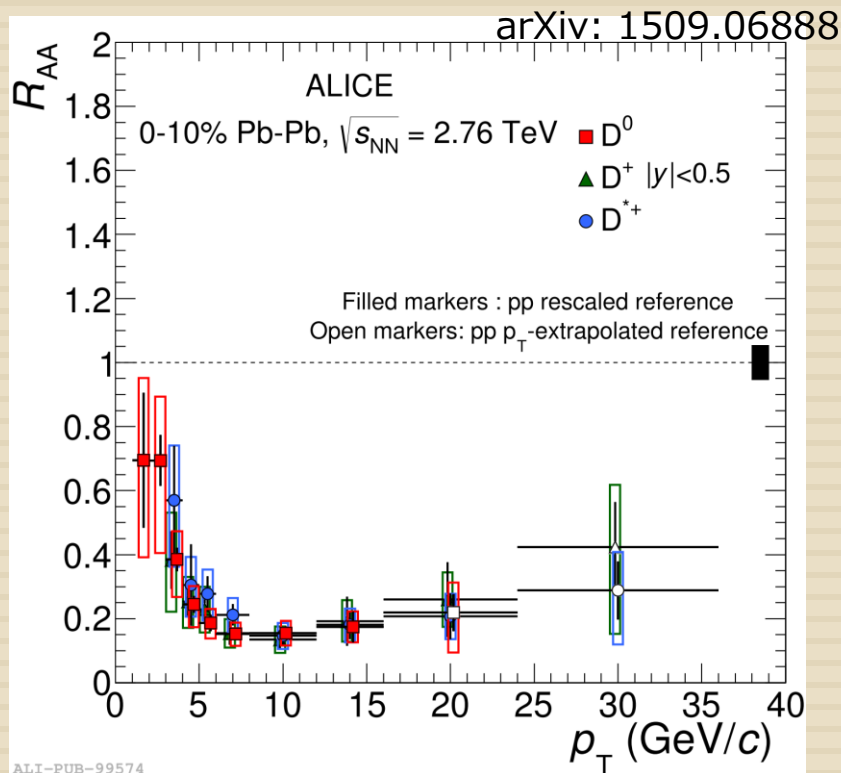 arXiv: 1509.06888
R_AA
2
1.8
1.6
1.4
1.2
1
0.8
0.6
0.4
0.2
0
ALICE
0-10% Pb-Pb, √s_NN = 2.76 TeV
D^0
D^+ |y|<0.5
D^*+
Filled markers : pp rescaled reference
Open markers: pp p_T-extrapolated reference
0 5 10 15 20 25 30 35 40
p_T (GeV/c)
ALI-PUB-99574